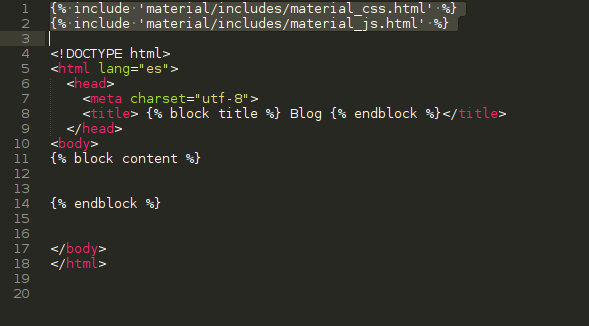 1 {% include 'material/includes/material_css.html' %}
2 {% include 'material/includes/material_js.html' %}
3
4 <!DOCTYPE html>
5 <html lang="es">
6 <head>
7 <meta charset="utf-8">
8 <title> {% block title %} Blog {% endblock %}</title>
9 </head>
10 <body>
11 {% block content %}
12
13
14 {% endblock %}
15
16
17 </body>
18 </html>
19
20